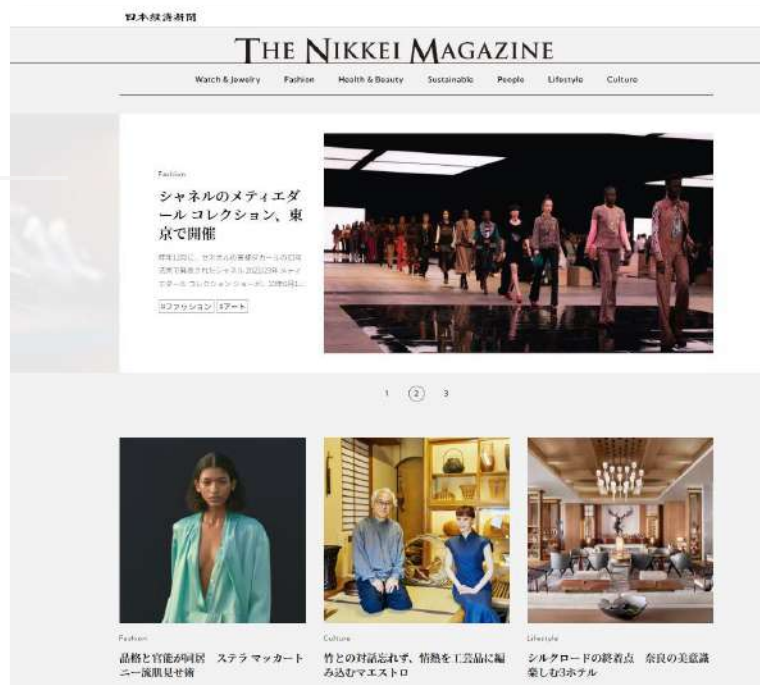 日本経済新聞
THE NIKKEI MAGAZINE
Watch & Jewelry Fashion Health & Beauty Sustainable People Lifestyle Culture
Fashion
シャネルのメティエダ
ール コレクション、東
京で開催
#ファッション #アート
1 2 3
Fashion
品格と官能が同居　ステラ マッカート
ニー流肌見せ術
Culture
竹との対話忘れず、情熱を工芸品に編
み込むマエストロ
Lifestyle
シルクロードの終着点　奈良の美意識
楽しむ3ホテル